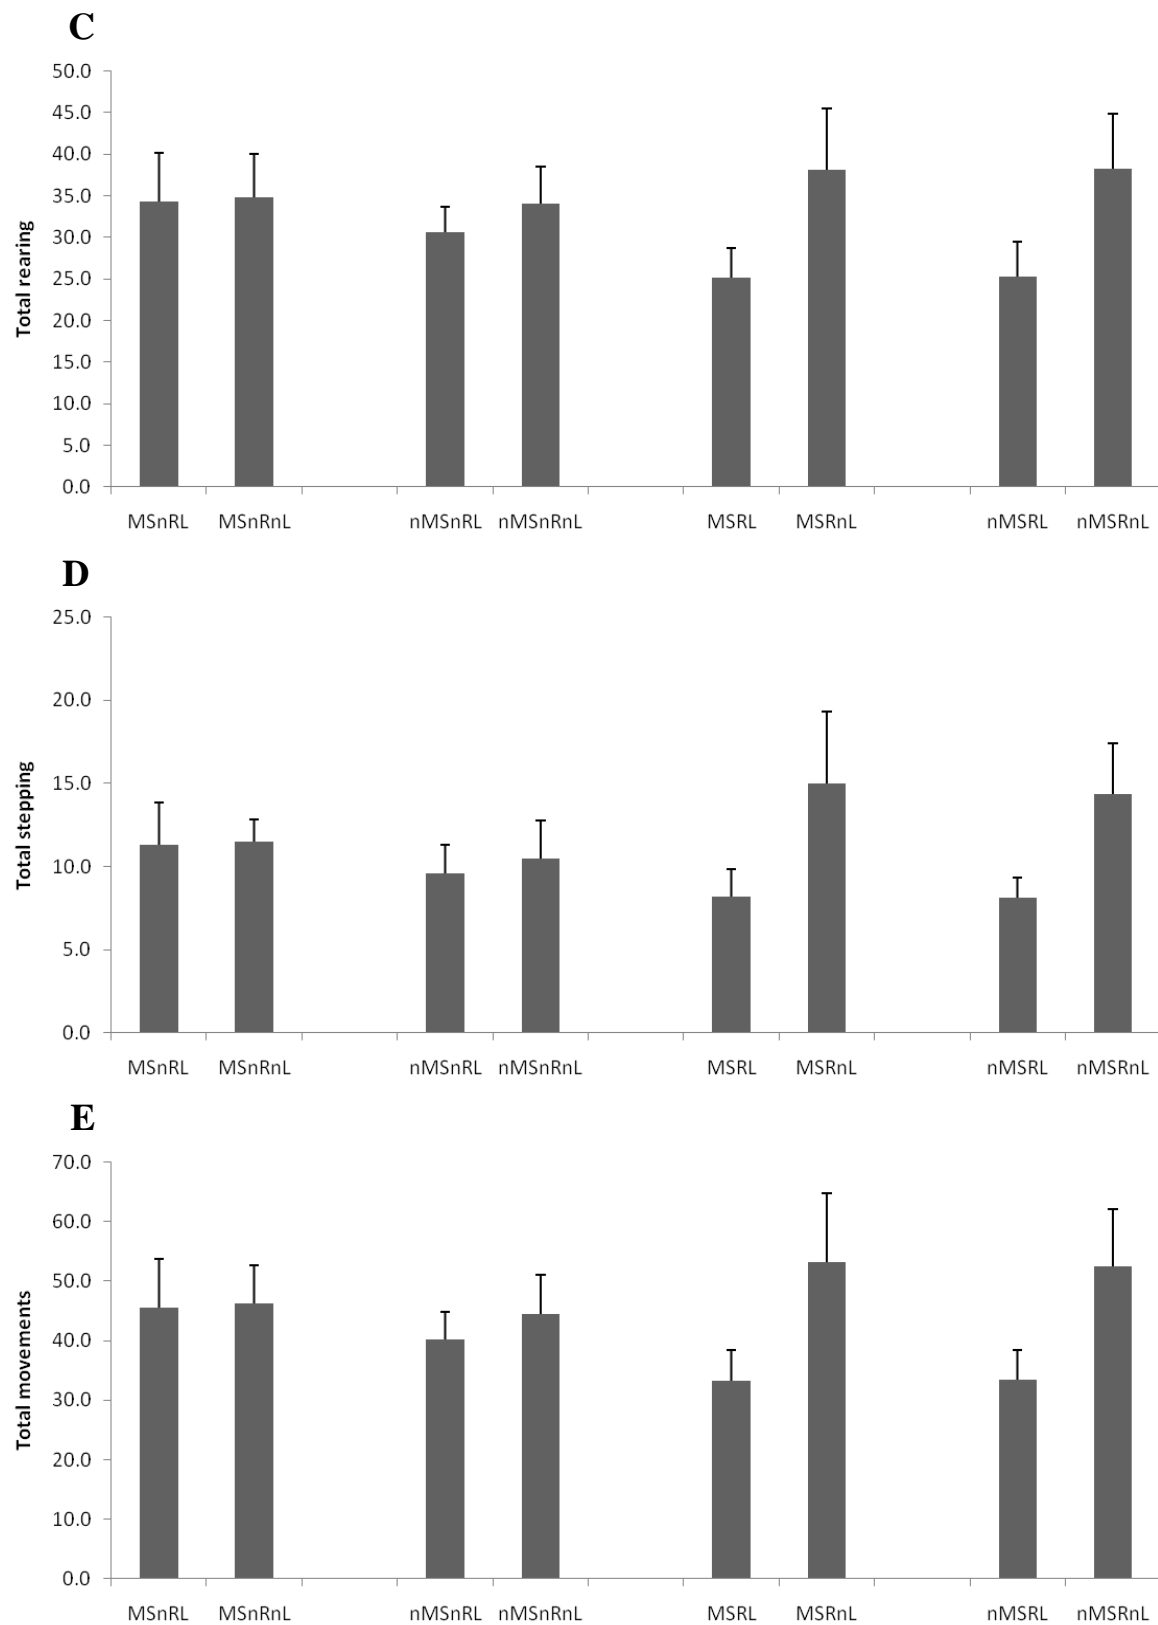 C
50.0
45.0
40.0
35.0
30.0
25.0
20.0
15.0
10.0
5.0
0.0
Total rearing
MSnRL MSnRnL nMSnRL nMSnRnL MSRL MSRnL nMSRL nMSRnL
D
25.0
20.0
15.0
10.0
5.0
0.0
Total stepping
MSnRL MSnRnL nMSnRL nMSnRnL MSRL MSRnL nMSRL nMSRnL
E
70.0
60.0
50.0
40.0
30.0
20.0
10.0
0.0
Total movements
MSnRL MSnRnL nMSnRL nMSnRnL MSRL MSRnL nMSRL nMSRnL